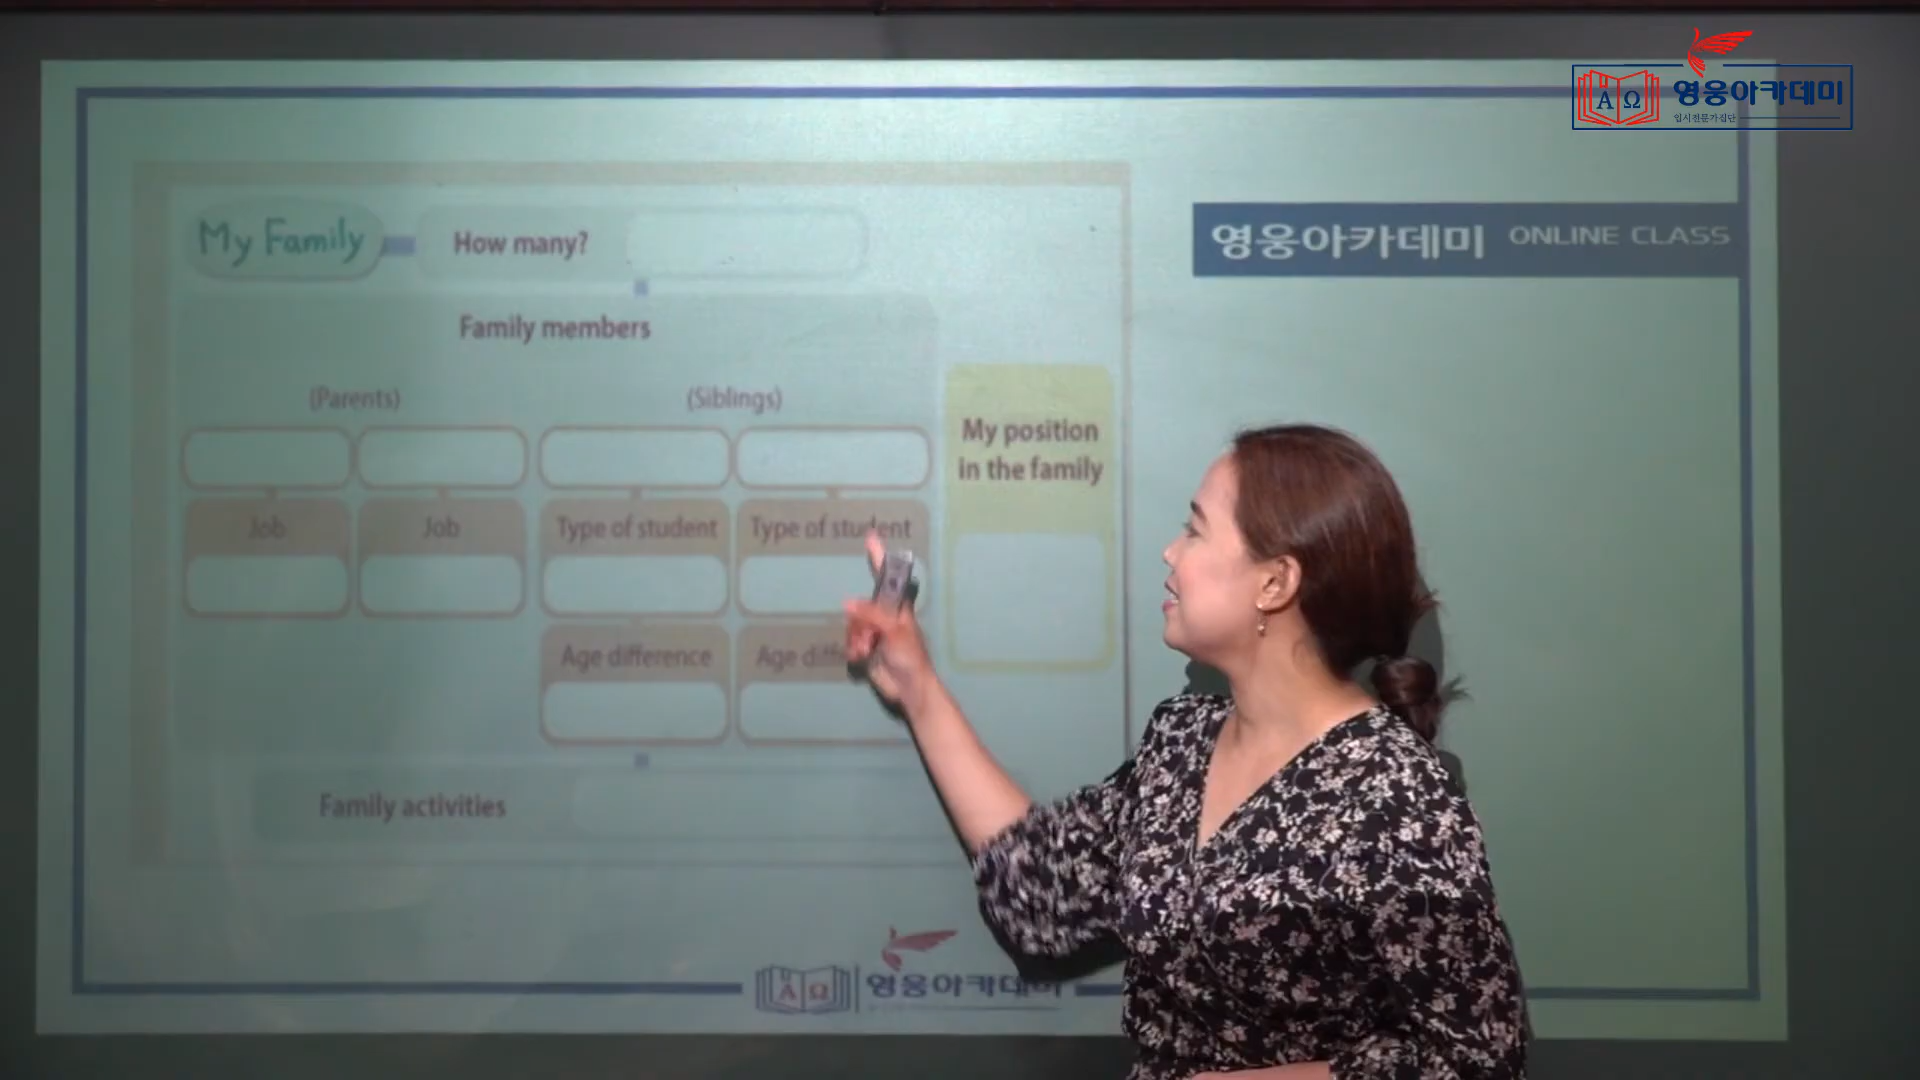 A Ω
영웅아카데미
입시전문가집단
영웅아카데미 ONLINE CLASS
My Family
How many?
Family members
(Parents)
(Siblings)
Job
Job
Type of student
Type of student
Age difference
Age diffe
My position
in the family
Family activities
A Ω
영웅아카데미